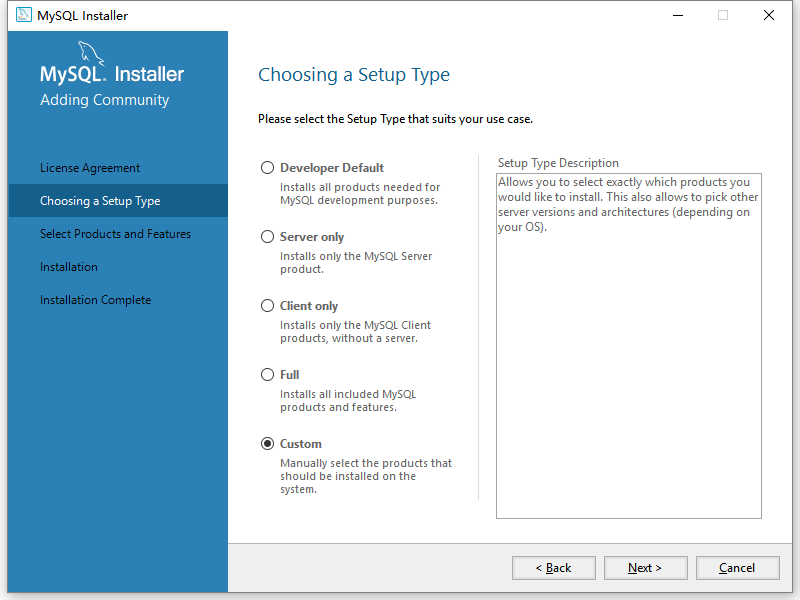 MySQL Installer
MySQL. Installer
Adding Community
License Agreement
Choosing a Setup Type
Select Products and Features
Installation
Installation Complete
Choosing a Setup Type
Please select the Setup Type that suits your use case.
Developer Default
Installs all products needed for
MySQL development purposes.
Server only
Installs only the MySQL Server
product.
Client only
Installs only the MySQL Client
products, without a server.
Full
Installs all included MySQL
products and features.
Custom
Manually select the products that
should be installed on the
system.
Setup Type Description
Allows you to select exactly which products you
would like to install. This also allows to pick other
server versions and architectures (depending on
your OS).
< Back
Next >
Cancel